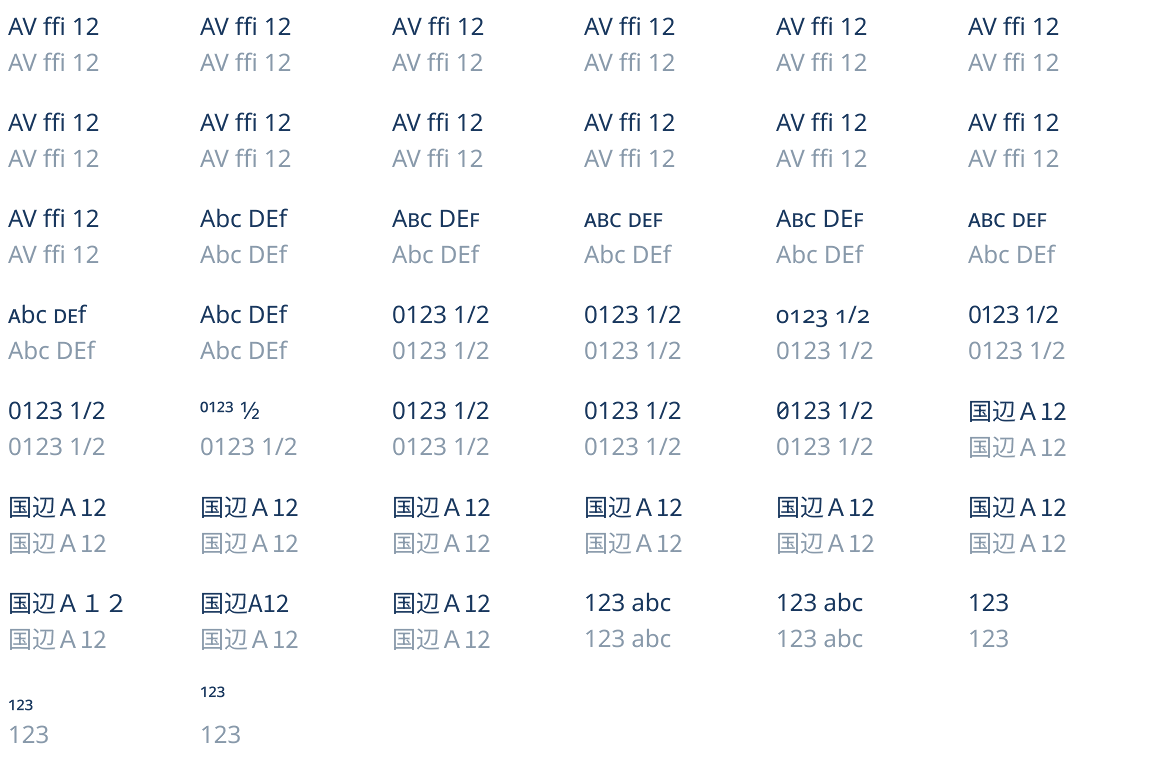 AV ffi 12 AV ffi 12 AV ffi 12 AV ffi 12 AV ffi 12 AV ffi 12
AV ffi 12 AV ffi 12 AV ffi 12 AV ffi 12 AV ffi 12 AV ffi 12
AV ffi 12 AV ffi 12 AV ffi 12 AV ffi 12 AV ffi 12 AV ffi 12
AV ffi 12 AV ffi 12 AV ffi 12 AV ffi 12 AV ffi 12 AV ffi 12
AV ffi 12 Abc DEf Abc DEf Abc DEf Abc DEf Abc DEf
AV ffi 12 Abc DEf Abc DEf Abc DEf Abc DEf Abc DEf
Abc DEf Abc DEf 0123 1/2 0123 1/2 0123 1/2 0123 1/2
Abc DEf Abc DEf 0123 1/2 0123 1/2 0123 1/2 0123 1/2
0123 1/2 ⁰¹²³ ½ 0123 1/2 0123 1/2 0123 1/2 国辺Ａ12
0123 1/2 0123 1/2 0123 1/2 0123 1/2 0123 1/2 国辺Ａ12
国辺Ａ12 国辺Ａ12 国辺Ａ12 国辺Ａ12 国辺Ａ12 国辺Ａ12
国辺Ａ12 国辺Ａ12 国辺Ａ12 国辺Ａ12 国辺Ａ12 国辺Ａ12
国辺Ａ１２ 国辺A12 国辺Ａ12 123 abc 123 abc 123
国辺Ａ12 国辺Ａ12 国辺Ａ12 123 abc 123 abc 123
₁₂₃ ¹²³
123 123